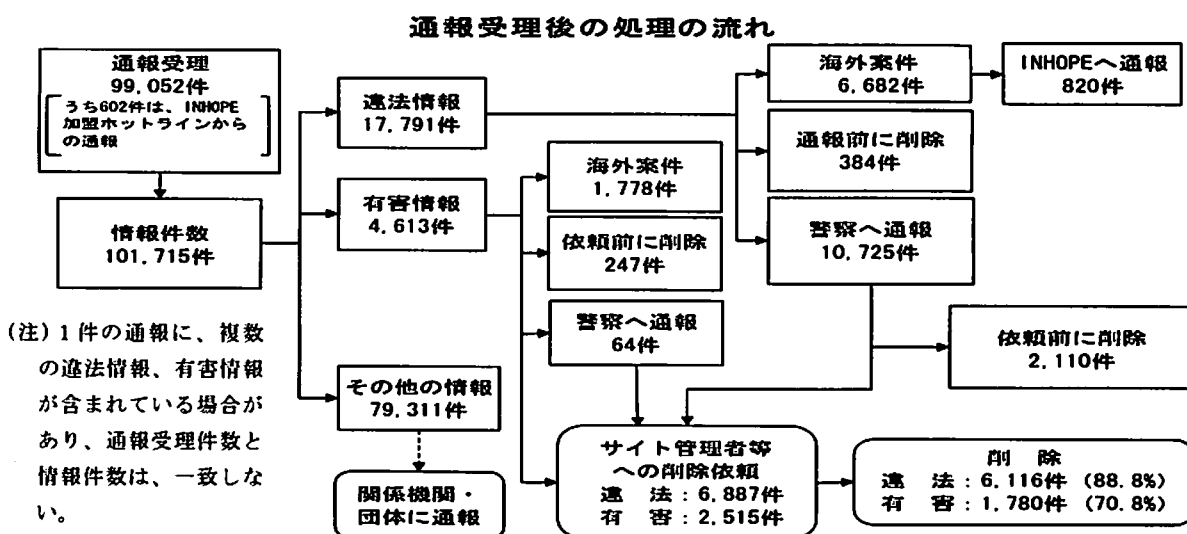 通報受理後の処理の流れ
通報受理
99,052件
うち602件は、INHOPE
加盟ホットラインから
の通報
情報件数
101,715件
(注)1件の通報に、複数
の違法情報、有害情報
が含まれている場合が
あり、通報受理件数と
情報件数は、一致しな
い。
違法情報
17,791件
有害情報
4,613件
その他の情報
79,311件
関係機関・
団体に通報
海外案件
1,778件
依頼前に削除
247件
警察へ通報
64件
サイト管理者等
への削除依頼
違 法：6,887件
有 害：2,515件
海外案件
6,682件
INHOPEへ通報
820件
通報前に削除
384件
警察へ通報
10,725件
依頼前に削除
2,110件
削 除
違 法：6,116件 (88.8%)
有 害：1,780件 (70.8%)